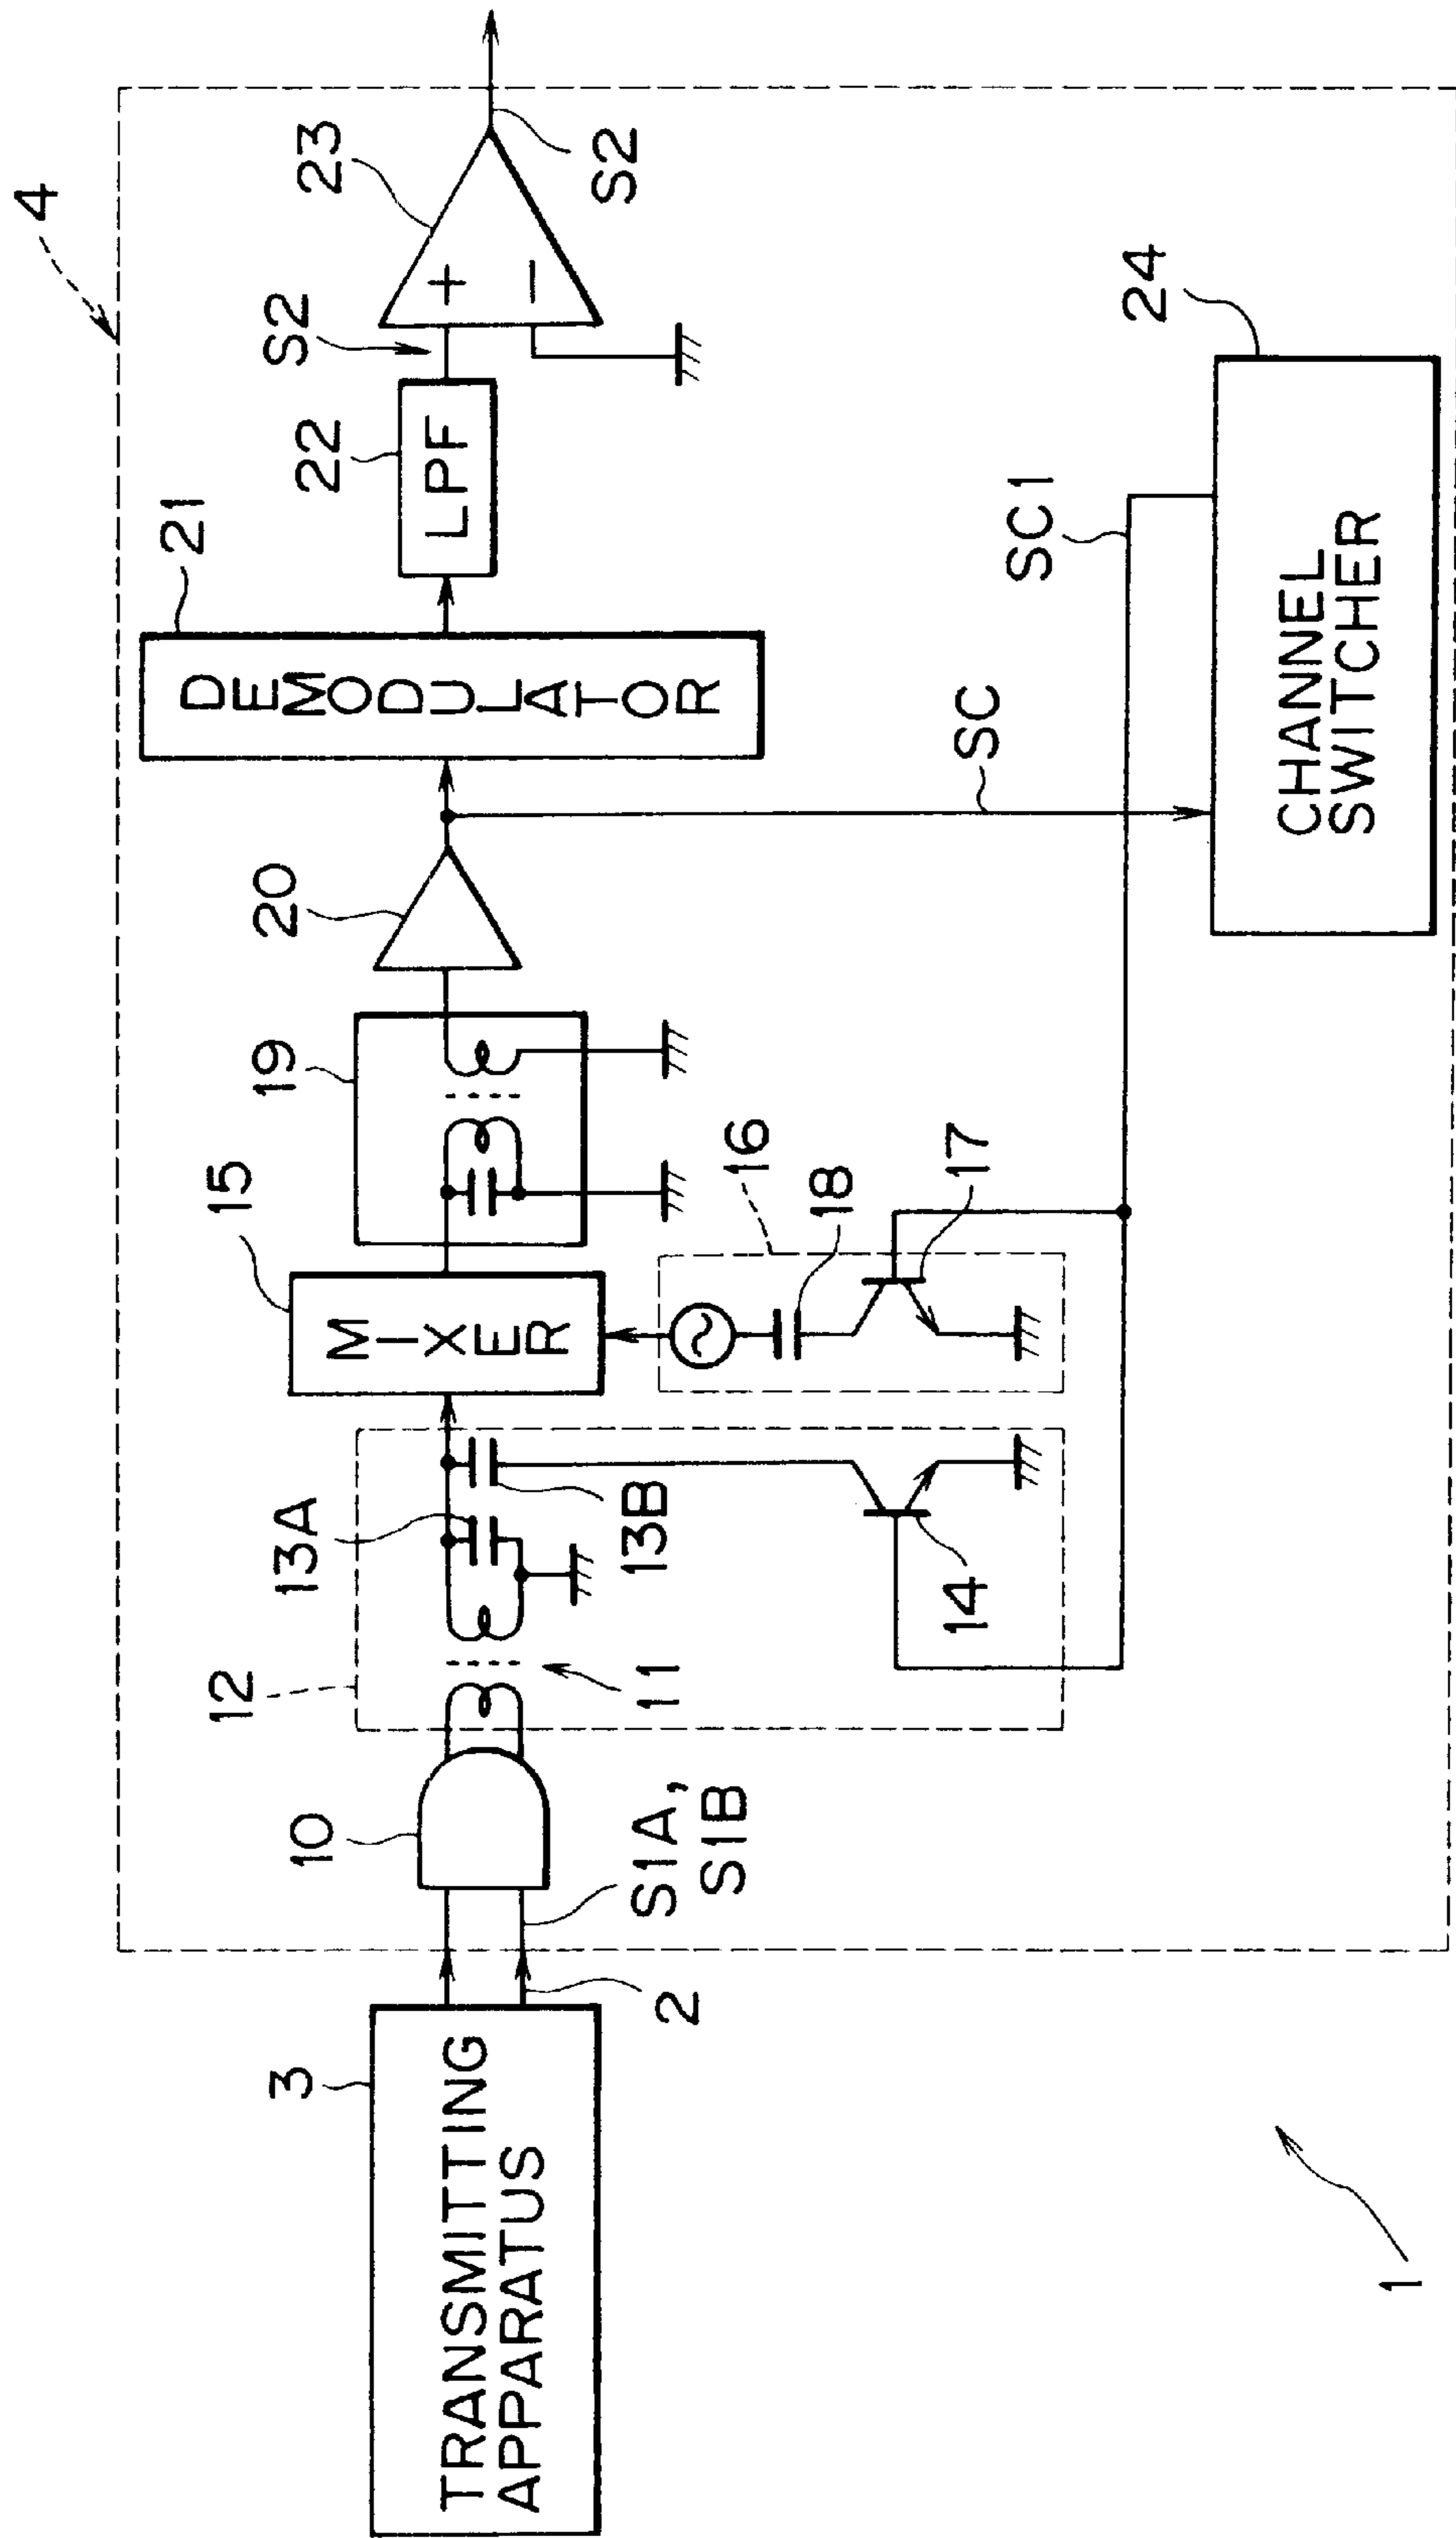 4
23
S2
S2
22
LPF
21
DEMODULATOR
24
CHANNEL
SWITCHER
SC1
SC
20
19
15
MIXER
16
18
17
12
13A
13B
11
14
10
S1A,
S1B
2
3
TRANSMITTING
APPARATUS
1